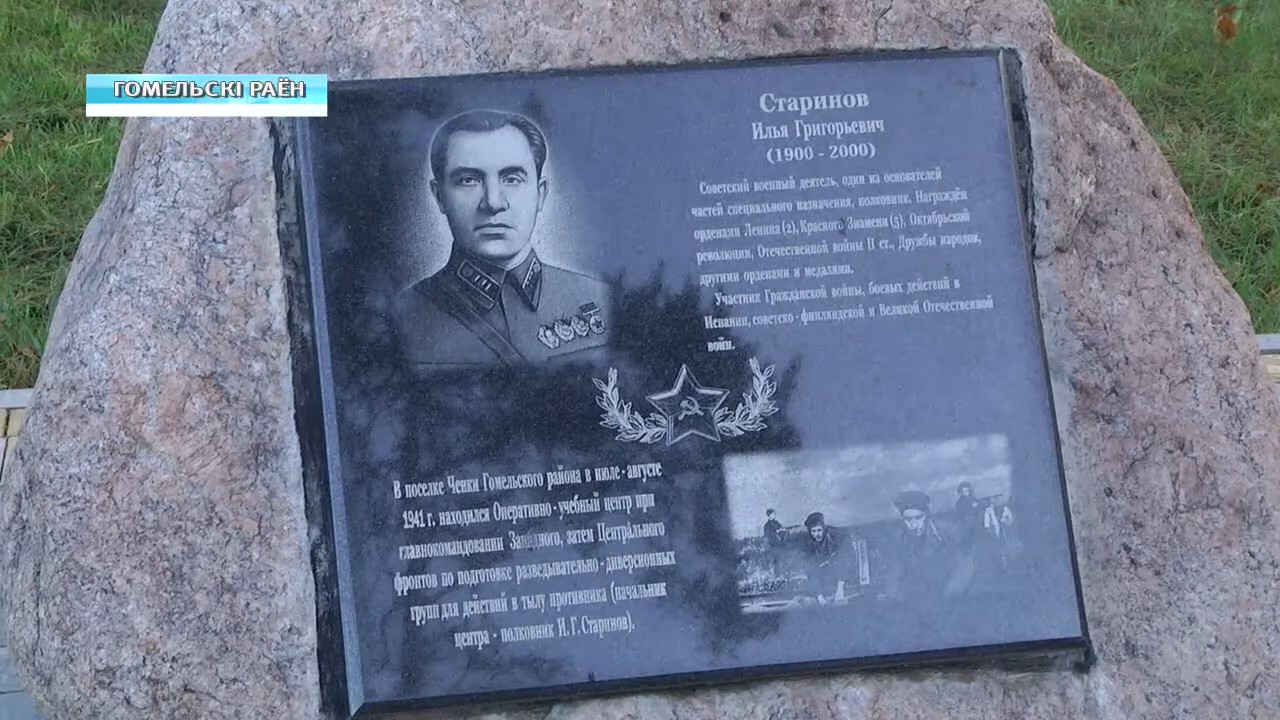 ГОМЕЛЬСКІ РАЁН
Старинов
Илья Григорьевич
(1900 - 2000)
Советский военный деятель, один из основателей
частей специального назначения, полковник. Награждён
орденами Ленина (2), Красного Знамени (5), Октябрьской
революции, Отечественной войны II ст., Дружбы народов,
другими орденами и медалями.
Участник Гражданской войны, боевых действий в
Испании, советско - финляндской и Великой Отечественной
войн.
В поселке Ченки Гомельского района в июле - августе
1941 г. находился Оперативно - учебный центр при
главнокомандовании Западного, затем Центрального
фронтов по подготовке разведывательно - диверсионных
групп для действий в тылу противника (начальник
центра - полковник И. Г. Старинов).